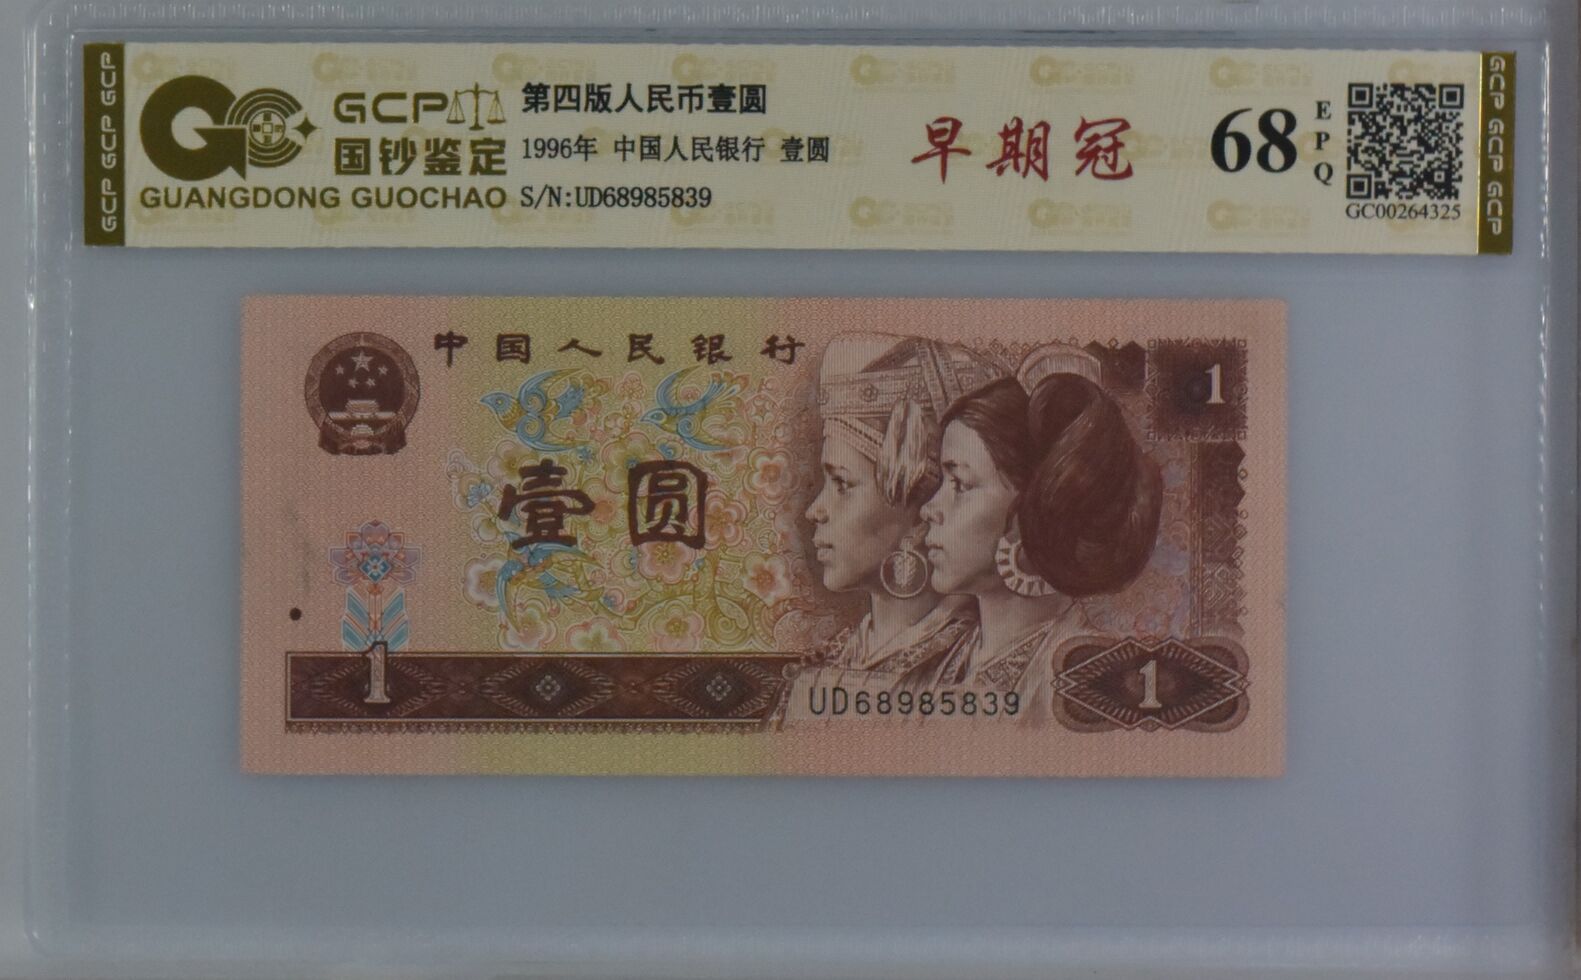 GCP GCP GCP
GCP
国钞鉴定
GUANGDONG GUOCHAO
第四版人民币壹圆
1996年 中国人民银行 壹圆
S/N:UD68985839
早期冠
68
EPQ
GC00264325
GCP GCP GCP
中国人民银行
1
壹圆
1
UD68985839
1